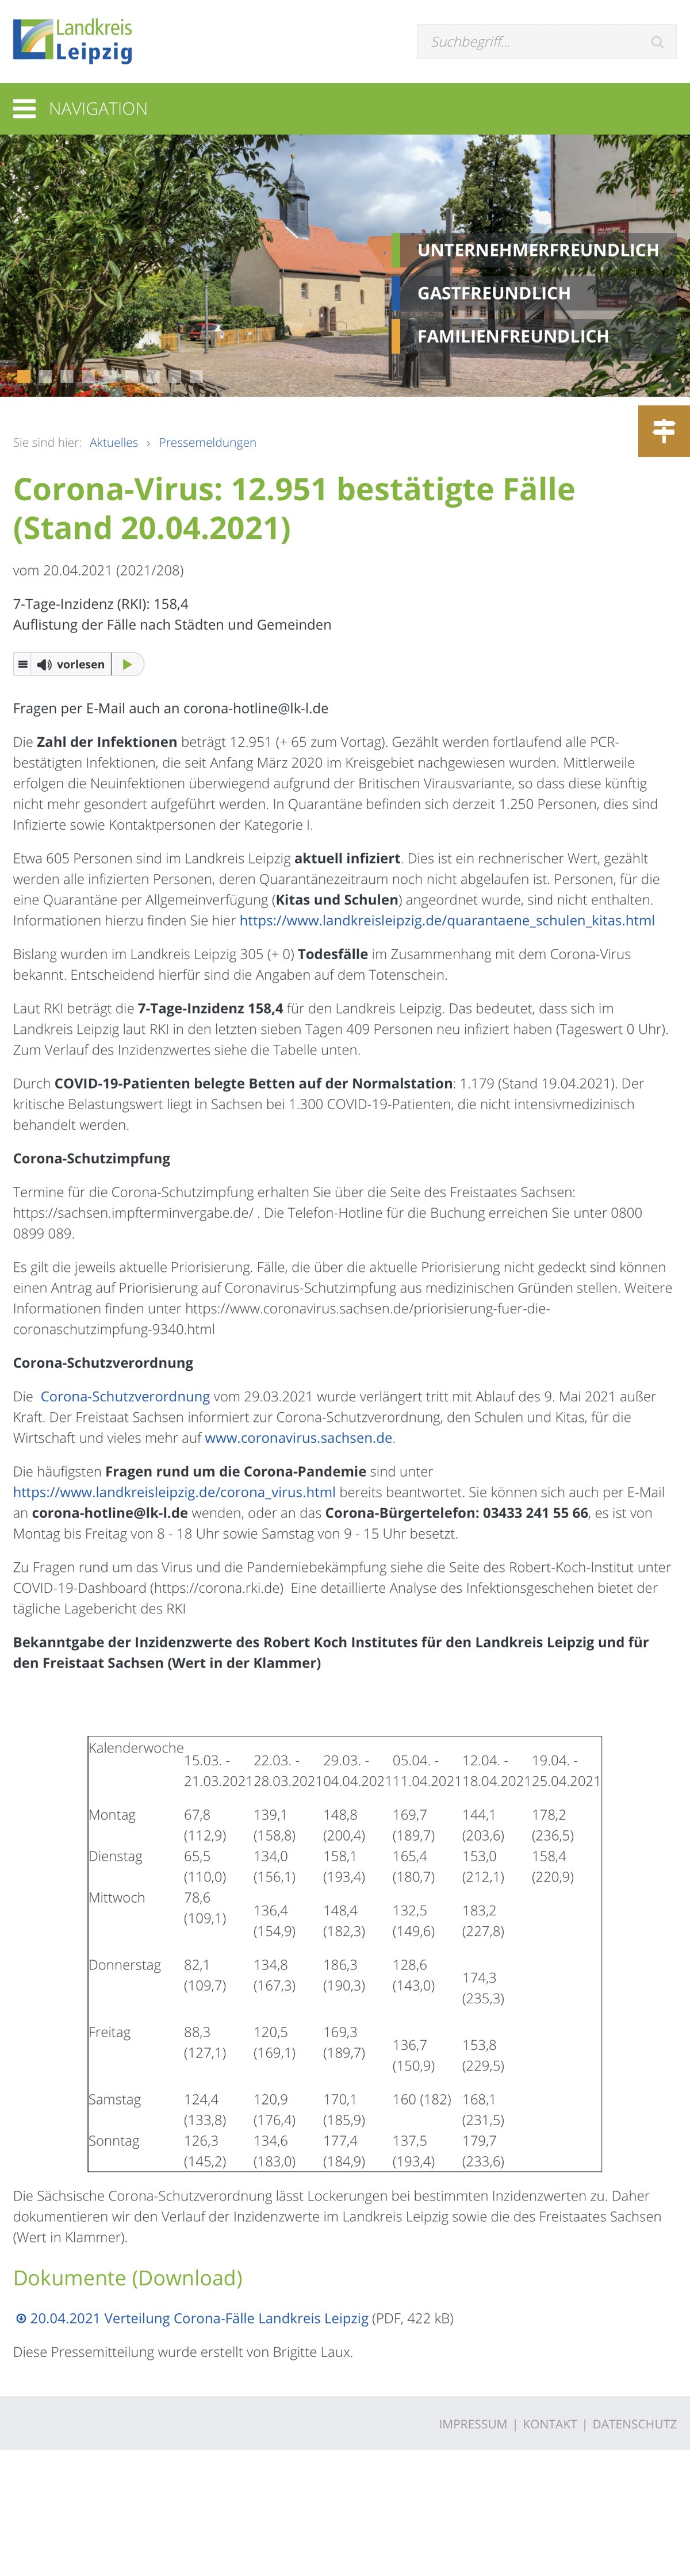 Landkreis
Leipzig
Suchbegriff...
NAVIGATION
UNTERNEHMERFREUNDLICH
GASTFREUNDLICH
FAMILIENFREUNDLICH
Sie sind hier: Aktuelles › Pressemeldungen
Corona-Virus: 12.951 bestätigte Fälle
(Stand 20.04.2021)
vom 20.04.2021 (2021/208)
7-Tage-Inzidenz (RKI): 158,4
Auflistung der Fälle nach Städten und Gemeinden
vorlesen
Fragen per E-Mail auch an corona-hotline@lk-l.de
Die Zahl der Infektionen beträgt 12.951 (+ 65 zum Vortag). Gezählt werden fortlaufend alle PCR-
bestätigten Infektionen, die seit Anfang März 2020 im Kreisgebiet nachgewiesen wurden. Mittlerweile
erfolgen die Neuinfektionen überwiegend aufgrund der Britischen Virausvariante, so dass diese künftig
nicht mehr gesondert aufgeführt werden. In Quarantäne befinden sich derzeit 1.250 Personen, dies sind
Infizierte sowie Kontaktpersonen der Kategorie I.
Etwa 605 Personen sind im Landkreis Leipzig aktuell infiziert. Dies ist ein rechnerischer Wert, gezählt
werden alle infizierten Personen, deren Quarantänezeitraum noch nicht abgelaufen ist. Personen, für die
eine Quarantäne per Allgemeinverfügung (Kitas und Schulen) angeordnet wurde, sind nicht enthalten.
Informationen hierzu finden Sie hier https://www.landkreisleipzig.de/quarantaene_schulen_kitas.html
Bislang wurden im Landkreis Leipzig 305 (+ 0) Todesfälle im Zusammenhang mit dem Corona-Virus
bekannt. Entscheidend hierfür sind die Angaben auf dem Totenschein.
Laut RKI beträgt die 7-Tage-Inzidenz 158,4 für den Landkreis Leipzig. Das bedeutet, dass sich im
Landkreis Leipzig laut RKI in den letzten sieben Tagen 409 Personen neu infiziert haben (Tageswert 0 Uhr).
Zum Verlauf des Inzidenzwertes siehe die Tabelle unten.
Durch COVID-19-Patienten belegte Betten auf der Normalstation: 1.179 (Stand 19.04.2021). Der
kritische Belastungswert liegt in Sachsen bei 1.300 COVID-19-Patienten, die nicht intensivmedizinisch
behandelt werden.
Corona-Schutzimpfung
Termine für die Corona-Schutzimpfung erhalten Sie über die Seite des Freistaates Sachsen:
https://sachsen.impfterminvergabe.de/ . Die Telefon-Hotline für die Buchung erreichen Sie unter 0800
0899 089.
Es gilt die jeweils aktuelle Priorisierung. Fälle, die über die aktuelle Priorisierung nicht gedeckt sind können
einen Antrag auf Priorisierung auf Coronavirus-Schutzimpfung aus medizinischen Gründen stellen. Weitere
Informationen finden unter https://www.coronavirus.sachsen.de/priorisierung-fuer-die-
coronaschutzimpfung-9340.html
Corona-Schutzverordnung
Die Corona-Schutzverordnung vom 29.03.2021 wurde verlängert tritt mit Ablauf des 9. Mai 2021 außer
Kraft. Der Freistaat Sachsen informiert zur Corona-Schutzverordnung, den Schulen und Kitas, für die
Wirtschaft und vieles mehr auf www.coronavirus.sachsen.de.
Die häufigsten Fragen rund um die Corona-Pandemie sind unter
https://www.landkreisleipzig.de/corona_virus.html bereits beantwortet. Sie können sich auch per E-Mail
an corona-hotline@lk-l.de wenden, oder an das Corona-Bürgertelefon: 03433 241 55 66, es ist von
Montag bis Freitag von 8 - 18 Uhr sowie Samstag von 9 - 15 Uhr besetzt.
Zu Fragen rund um das Virus und die Pandemiebekämpfung siehe die Seite des Robert-Koch-Institut unter
COVID-19-Dashboard (https://corona.rki.de) Eine detaillierte Analyse des Infektionsgeschehen bietet der
tägliche Lagebericht des RKI
Bekanntgabe der Inzidenzwerte des Robert Koch Institutes für den Landkreis Leipzig und für
den Freistaat Sachsen (Wert in der Klammer)
Kalenderwoche
15.03. - 22.03. - 29.03. - 05.04. - 12.04. - 19.04. -
21.03.2021 28.03.2021 04.04.2021 11.04.2021 18.04.2021 25.04.2021
Montag 67,8 139,1 148,8 169,7 144,1 178,2
(112,9) (158,8) (200,4) (189,7) (203,6) (236,5)
Dienstag 65,5 134,0 158,1 165,4 153,0 158,4
(110,0) (156,1) (193,4) (180,7) (212,1) (220,9)
Mittwoch 78,6
(109,1)
136,4 148,4 132,5 183,2
(154,9) (182,3) (149,6) (227,8)
Donnerstag 82,1 134,8 186,3 128,6
(109,7) (167,3) (190,3) (143,0)
174,3
(235,3)
Freitag 88,3 120,5 169,3
(127,1) (169,1) (189,7)
136,7 153,8
(150,9) (229,5)
Samstag 124,4 120,9 170,1 160 (182) 168,1
(133,8) (176,4) (185,9) (231,5)
Sonntag 126,3 134,6 177,4 137,5 179,7
(145,2) (183,0) (184,9) (193,4) (233,6)
Die Sächsische Corona-Schutzverordnung lässt Lockerungen bei bestimmten Inzidenzwerten zu. Daher
dokumentieren wir den Verlauf der Inzidenzwerte im Landkreis Leipzig sowie die des Freistaates Sachsen
(Wert in Klammer).
Dokumente (Download)
20.04.2021 Verteilung Corona-Fälle Landkreis Leipzig (PDF, 422 kB)
Diese Pressemitteilung wurde erstellt von Brigitte Laux.
IMPRESSUM | KONTAKT | DATENSCHUTZ